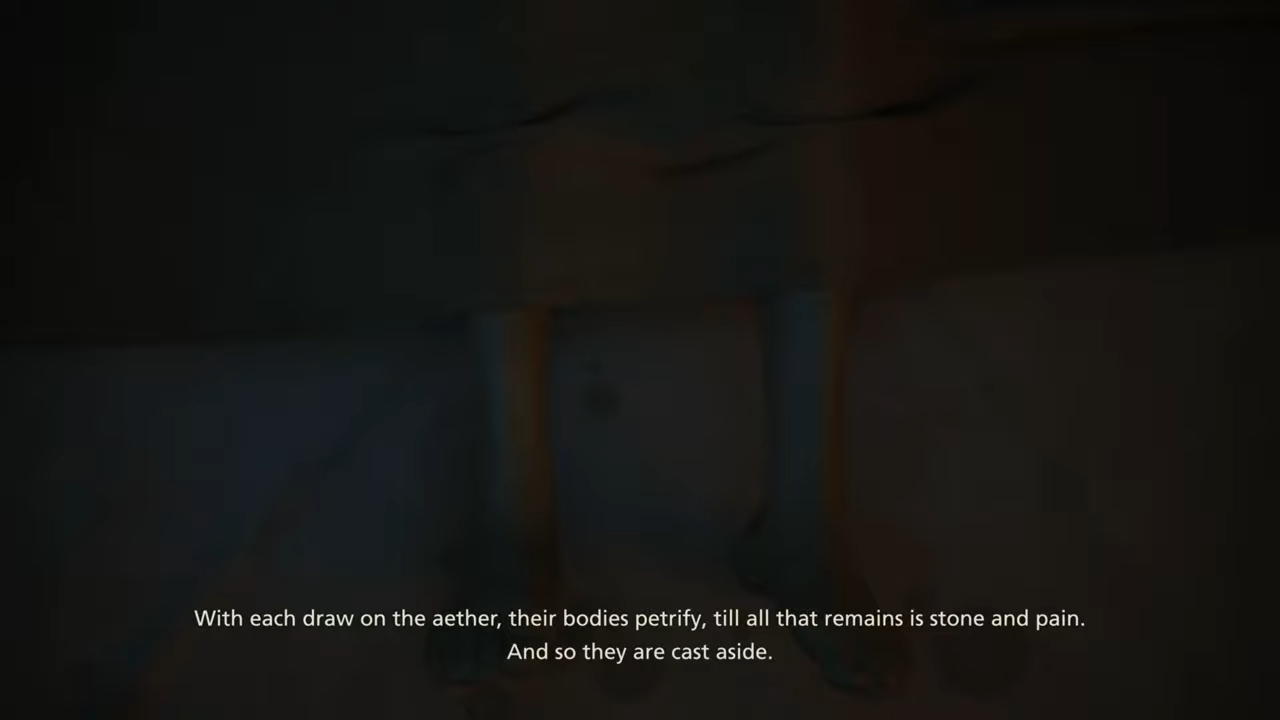 With each draw on the aether, their bodies petrify, till all that remains is stone and pain.
And so they are cast aside.